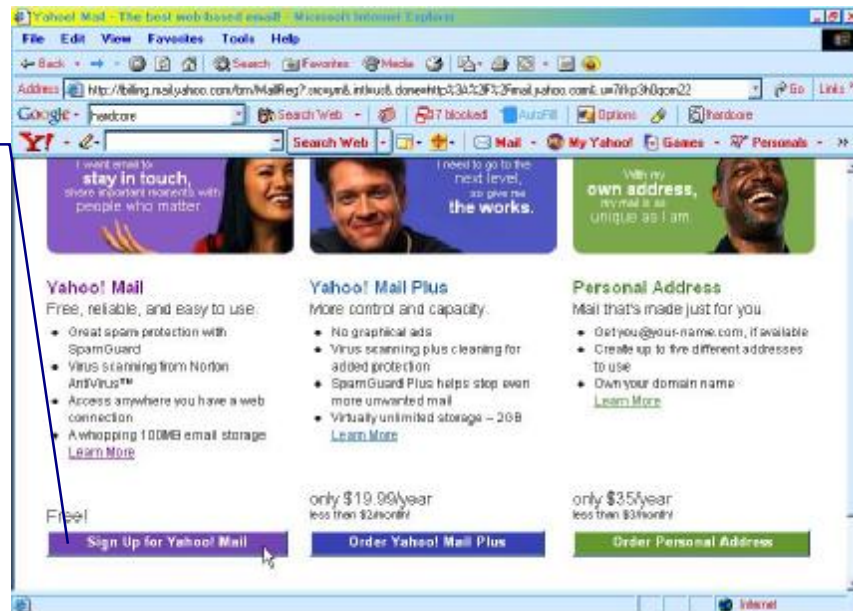 Yahoo! Mail - The best web-based email! - Microsoft Internet Explorer
File Edit View Favorites Tools Help
Back Search Favorites Media
Address Go Links
Google hardcore Search Web 17 blocked AutoFill Options hardcore
Y! Search Web Mail My Yahoo! Games Personals
I want email to
stay in touch,
share important moments with
people who matter.
I need to go to the
next level,
so give me
the works.
With my
own address,
my mail is as
unique as I am.
Yahoo! Mail
Free, reliable, and easy to use.
Great spam protection with
SpamGuard
Virus scanning from Norton
AntiVirus™
Access anywhere you have a web
connection
A whopping 100MB email storage
Learn More
Free!
Sign Up for Yahoo! Mail
Yahoo! Mail Plus
More control and capacity.
No graphical ads
Virus scanning plus cleaning for
added protection
SpamGuard Plus helps stop even
more unwanted mail
Virtually unlimited storage – 2GB
Learn More
only $19.99/year
less than $2/month!
Order Yahoo! Mail Plus
Personal Address
Mail that's made just for you.
Get you@your-name.com, if available
Create up to five different addresses
to use
Own your domain name
Learn More
only $35/year
less than $3/month!
Order Personal Address
Internet